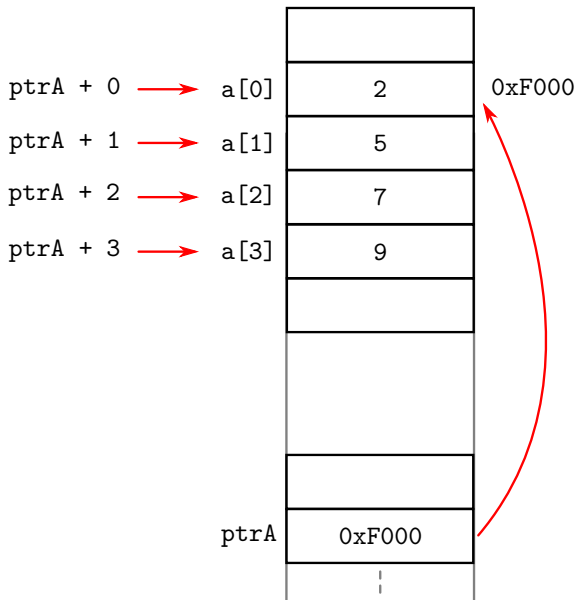 ptrA + 0 a[0] 2 0xF000
ptrA + 1 a[1] 5
ptrA + 2 a[2] 7
ptrA + 3 a[3] 9
ptrA 0xF000